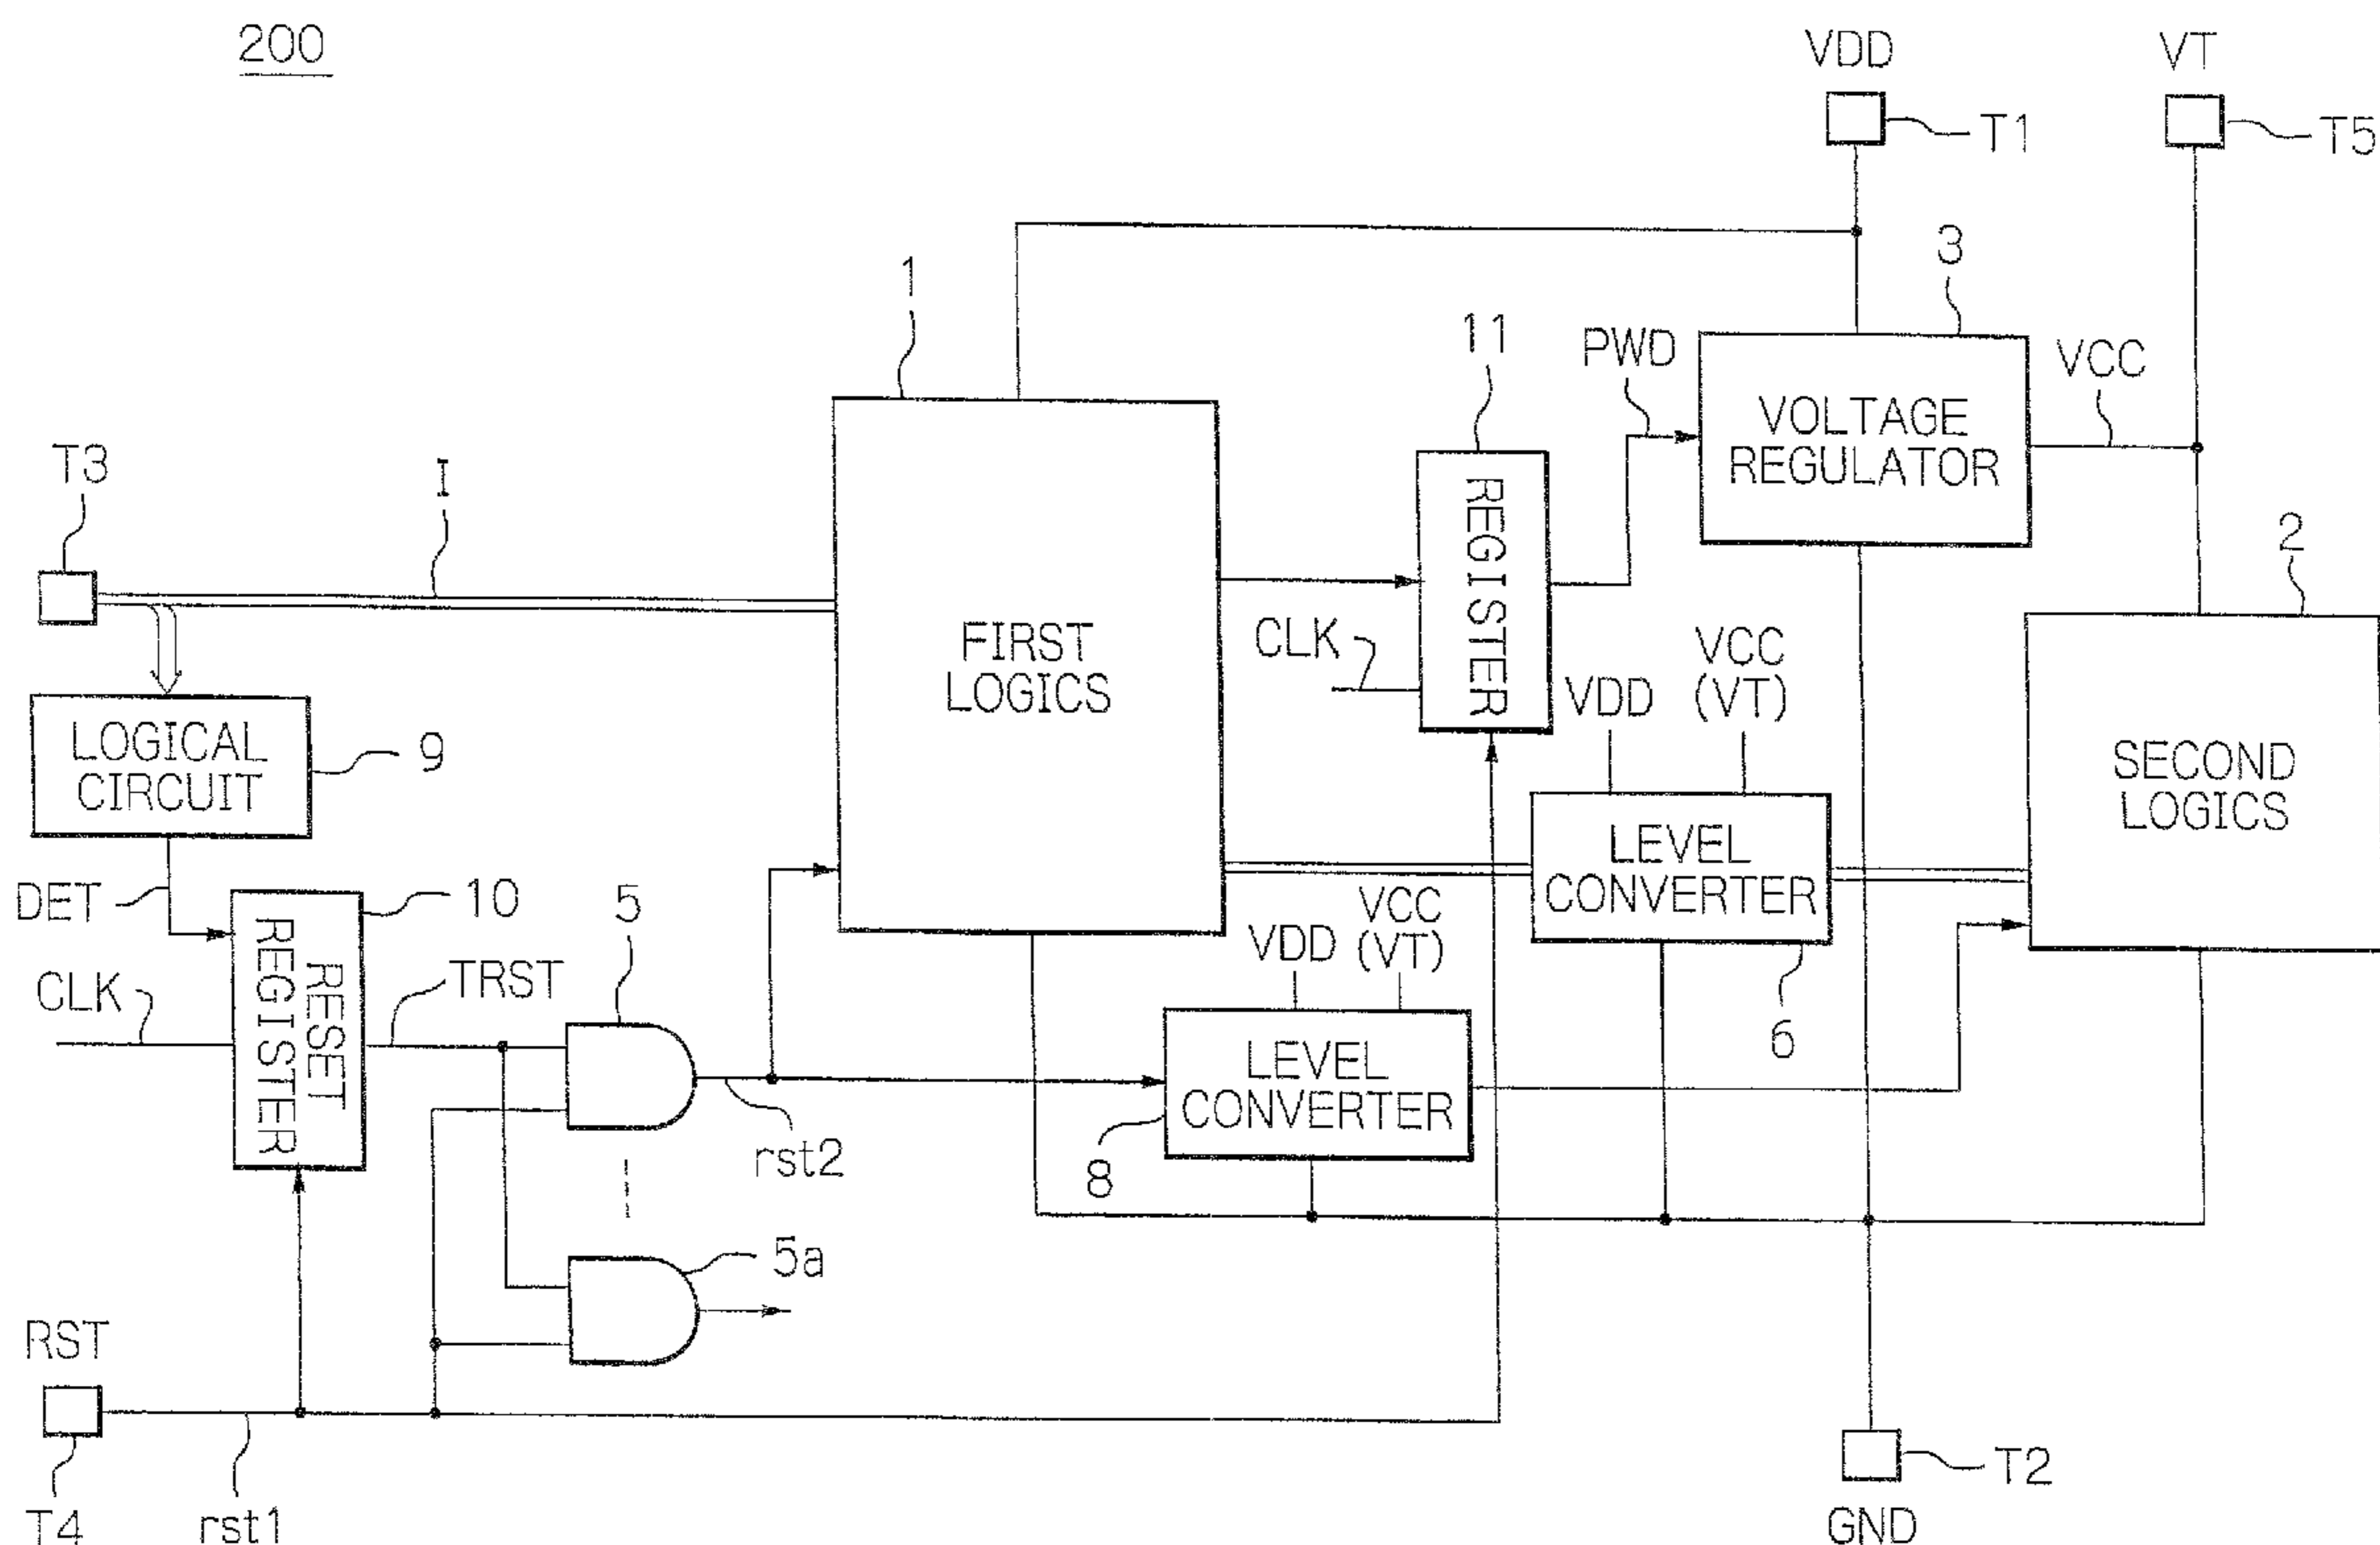 200
VDD
VT
T1
T5
3
1
11
PWD
VCC
VOLTAGE
REGULATOR
T3
I
REGISTER
2
FIRST
LOGICS
CLK
VDD
VCC
(VT)
LOGICAL
CIRCUIT
9
SECOND
LOGICS
LEVEL
CONVERTER
DET
10
5
VDD
VCC
(VT)
RESET
REGISTER
CLK
TRST
6
LEVEL
CONVERTER
rst2
8
5a
RST
T4
rst1
T2
GND